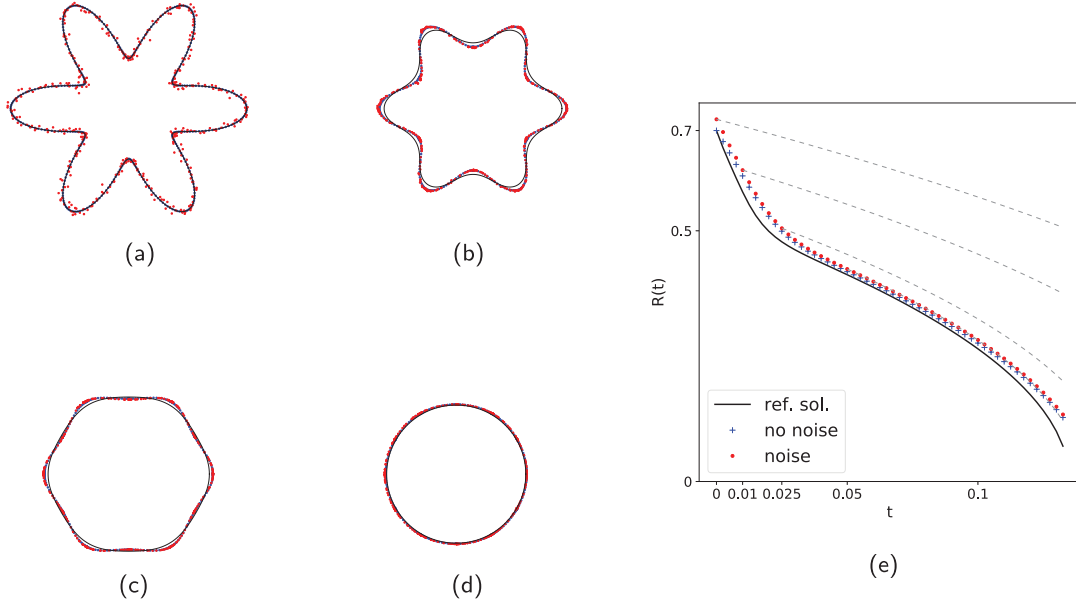 (a)
(b)
(c)
(d)
R(t)
0.7
0.5
0
ref. sol.
no noise
noise
0
0.01
0.025
0.05
0.1
t
(e)